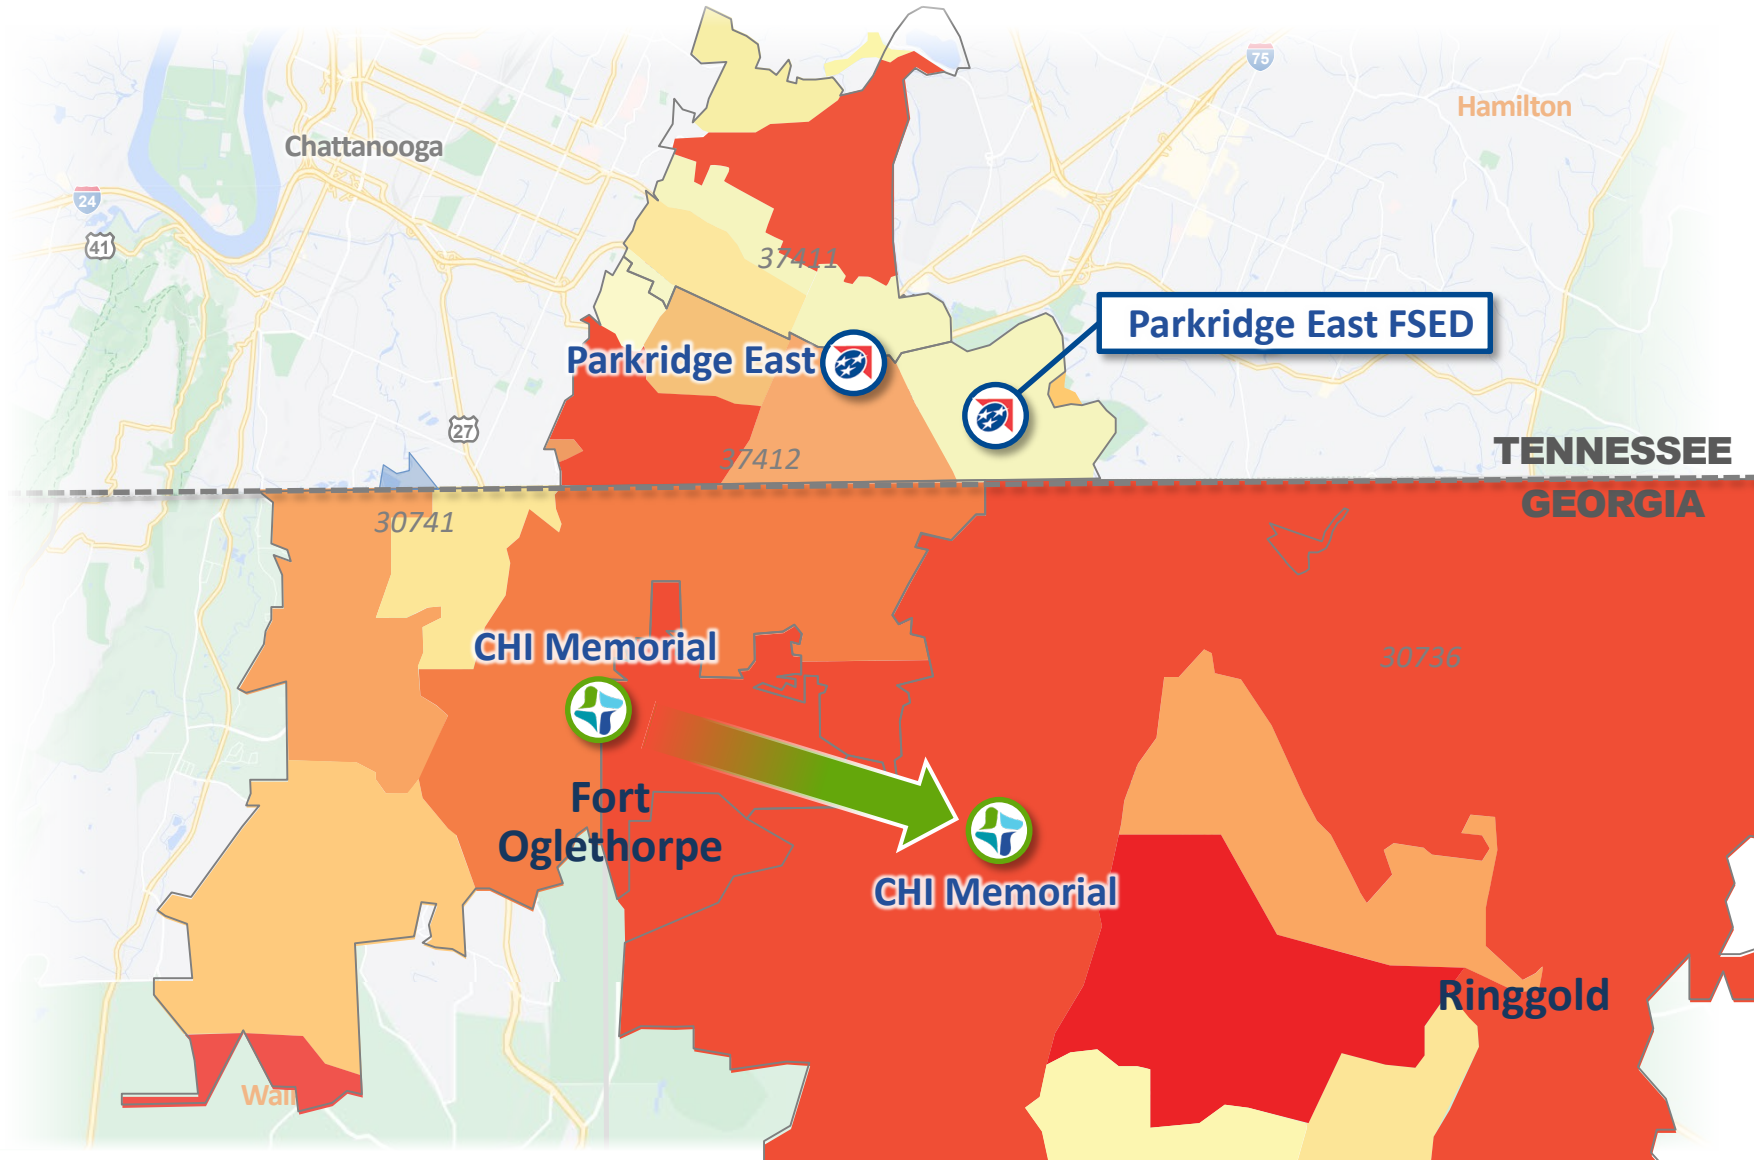 75
Hamilton
Chattanooga
24
41
37411
Parkridge East FSED
Parkridge East
27
37412
TENNESSEE
GEORGIA
30741
CHI Memorial
30736
Fort
Oglethorpe
CHI Memorial
Ringgold